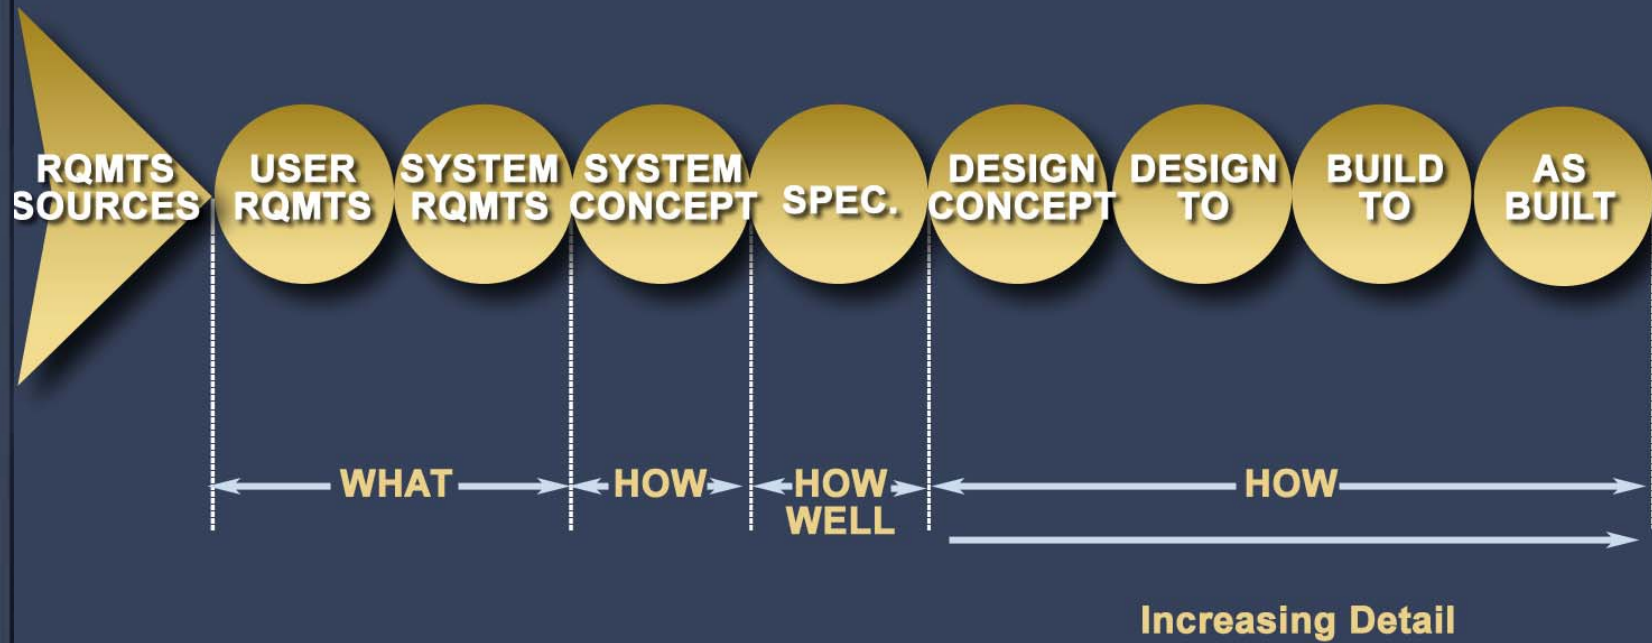 RQMTS
SOURCES
USER
RQMTS
SYSTEM
RQMTS
SYSTEM
CONCEPT
SPEC.
DESIGN
CONCEPT
DESIGN
TO
BUILD
TO
AS
BUILT
WHAT
HOW
HOW
WELL
HOW
Increasing Detail